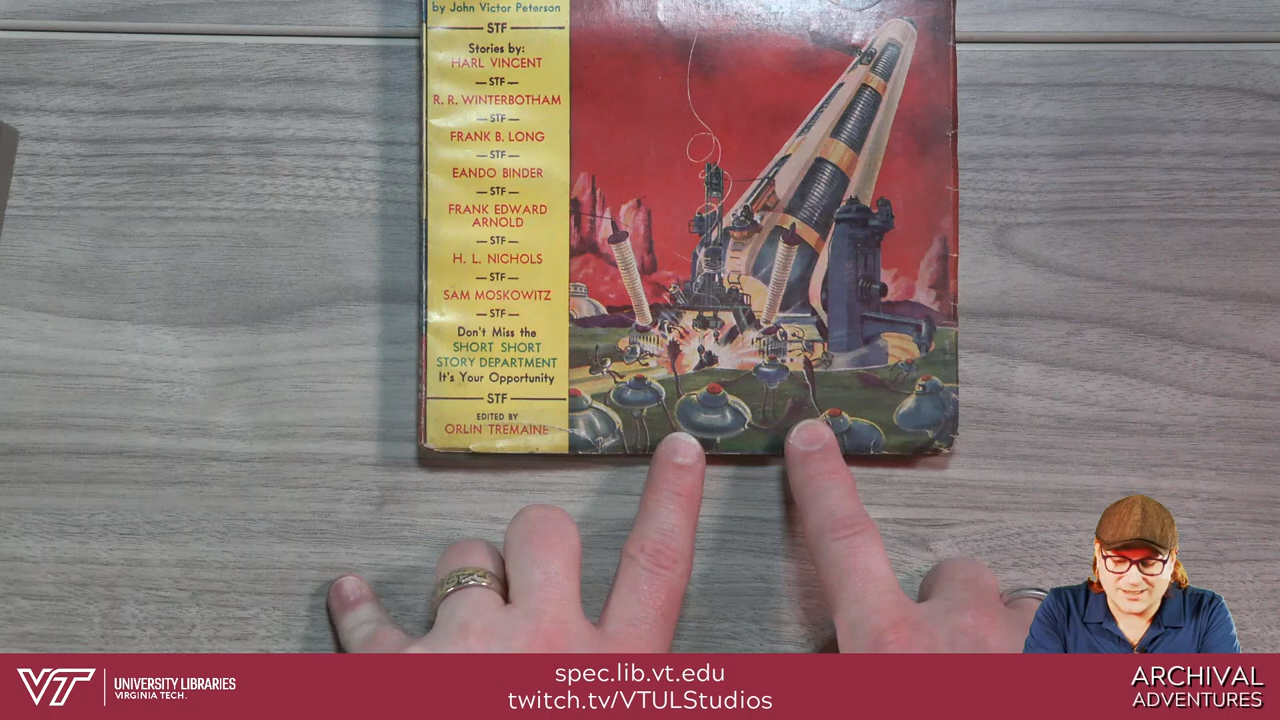 by John Victor Peterson
STF
Stories by:
HARL VINCENT
— STF —
R. R. WINTERBOTHAM
— STF —
FRANK B. LONG
— STF —
EANDO BINDER
— STF —
FRANK EDWARD
ARNOLD
— STF —
H. L. NICHOLS
— STF —
SAM MOSKOWITZ
— STF —
Don't Miss the
SHORT SHORT
STORY DEPARTMENT
It's Your Opportunity
STF
EDITED BY
ORLIN TREMAINE
VT
UNIVERSITY LIBRARIES
VIRGINIA TECH.
spec.lib.vt.edu
twitch.tv/VTULStudios
ARCHIVAL
ADVENTURES